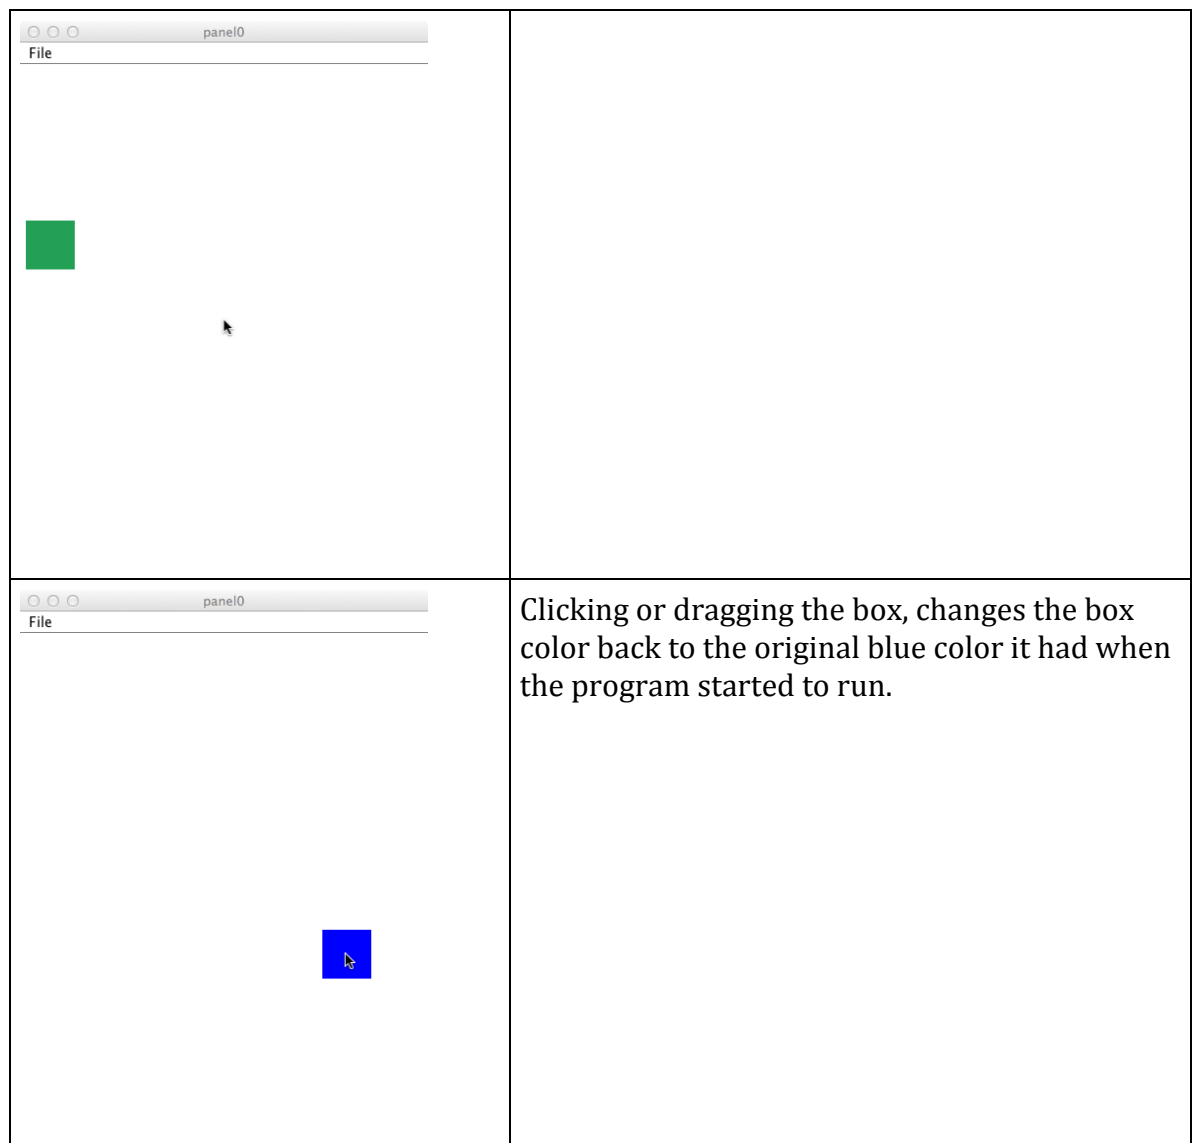 panel0
File
panel0
File
Clicking or dragging the box, changes the box
color back to the original blue color it had when
the program started to run.